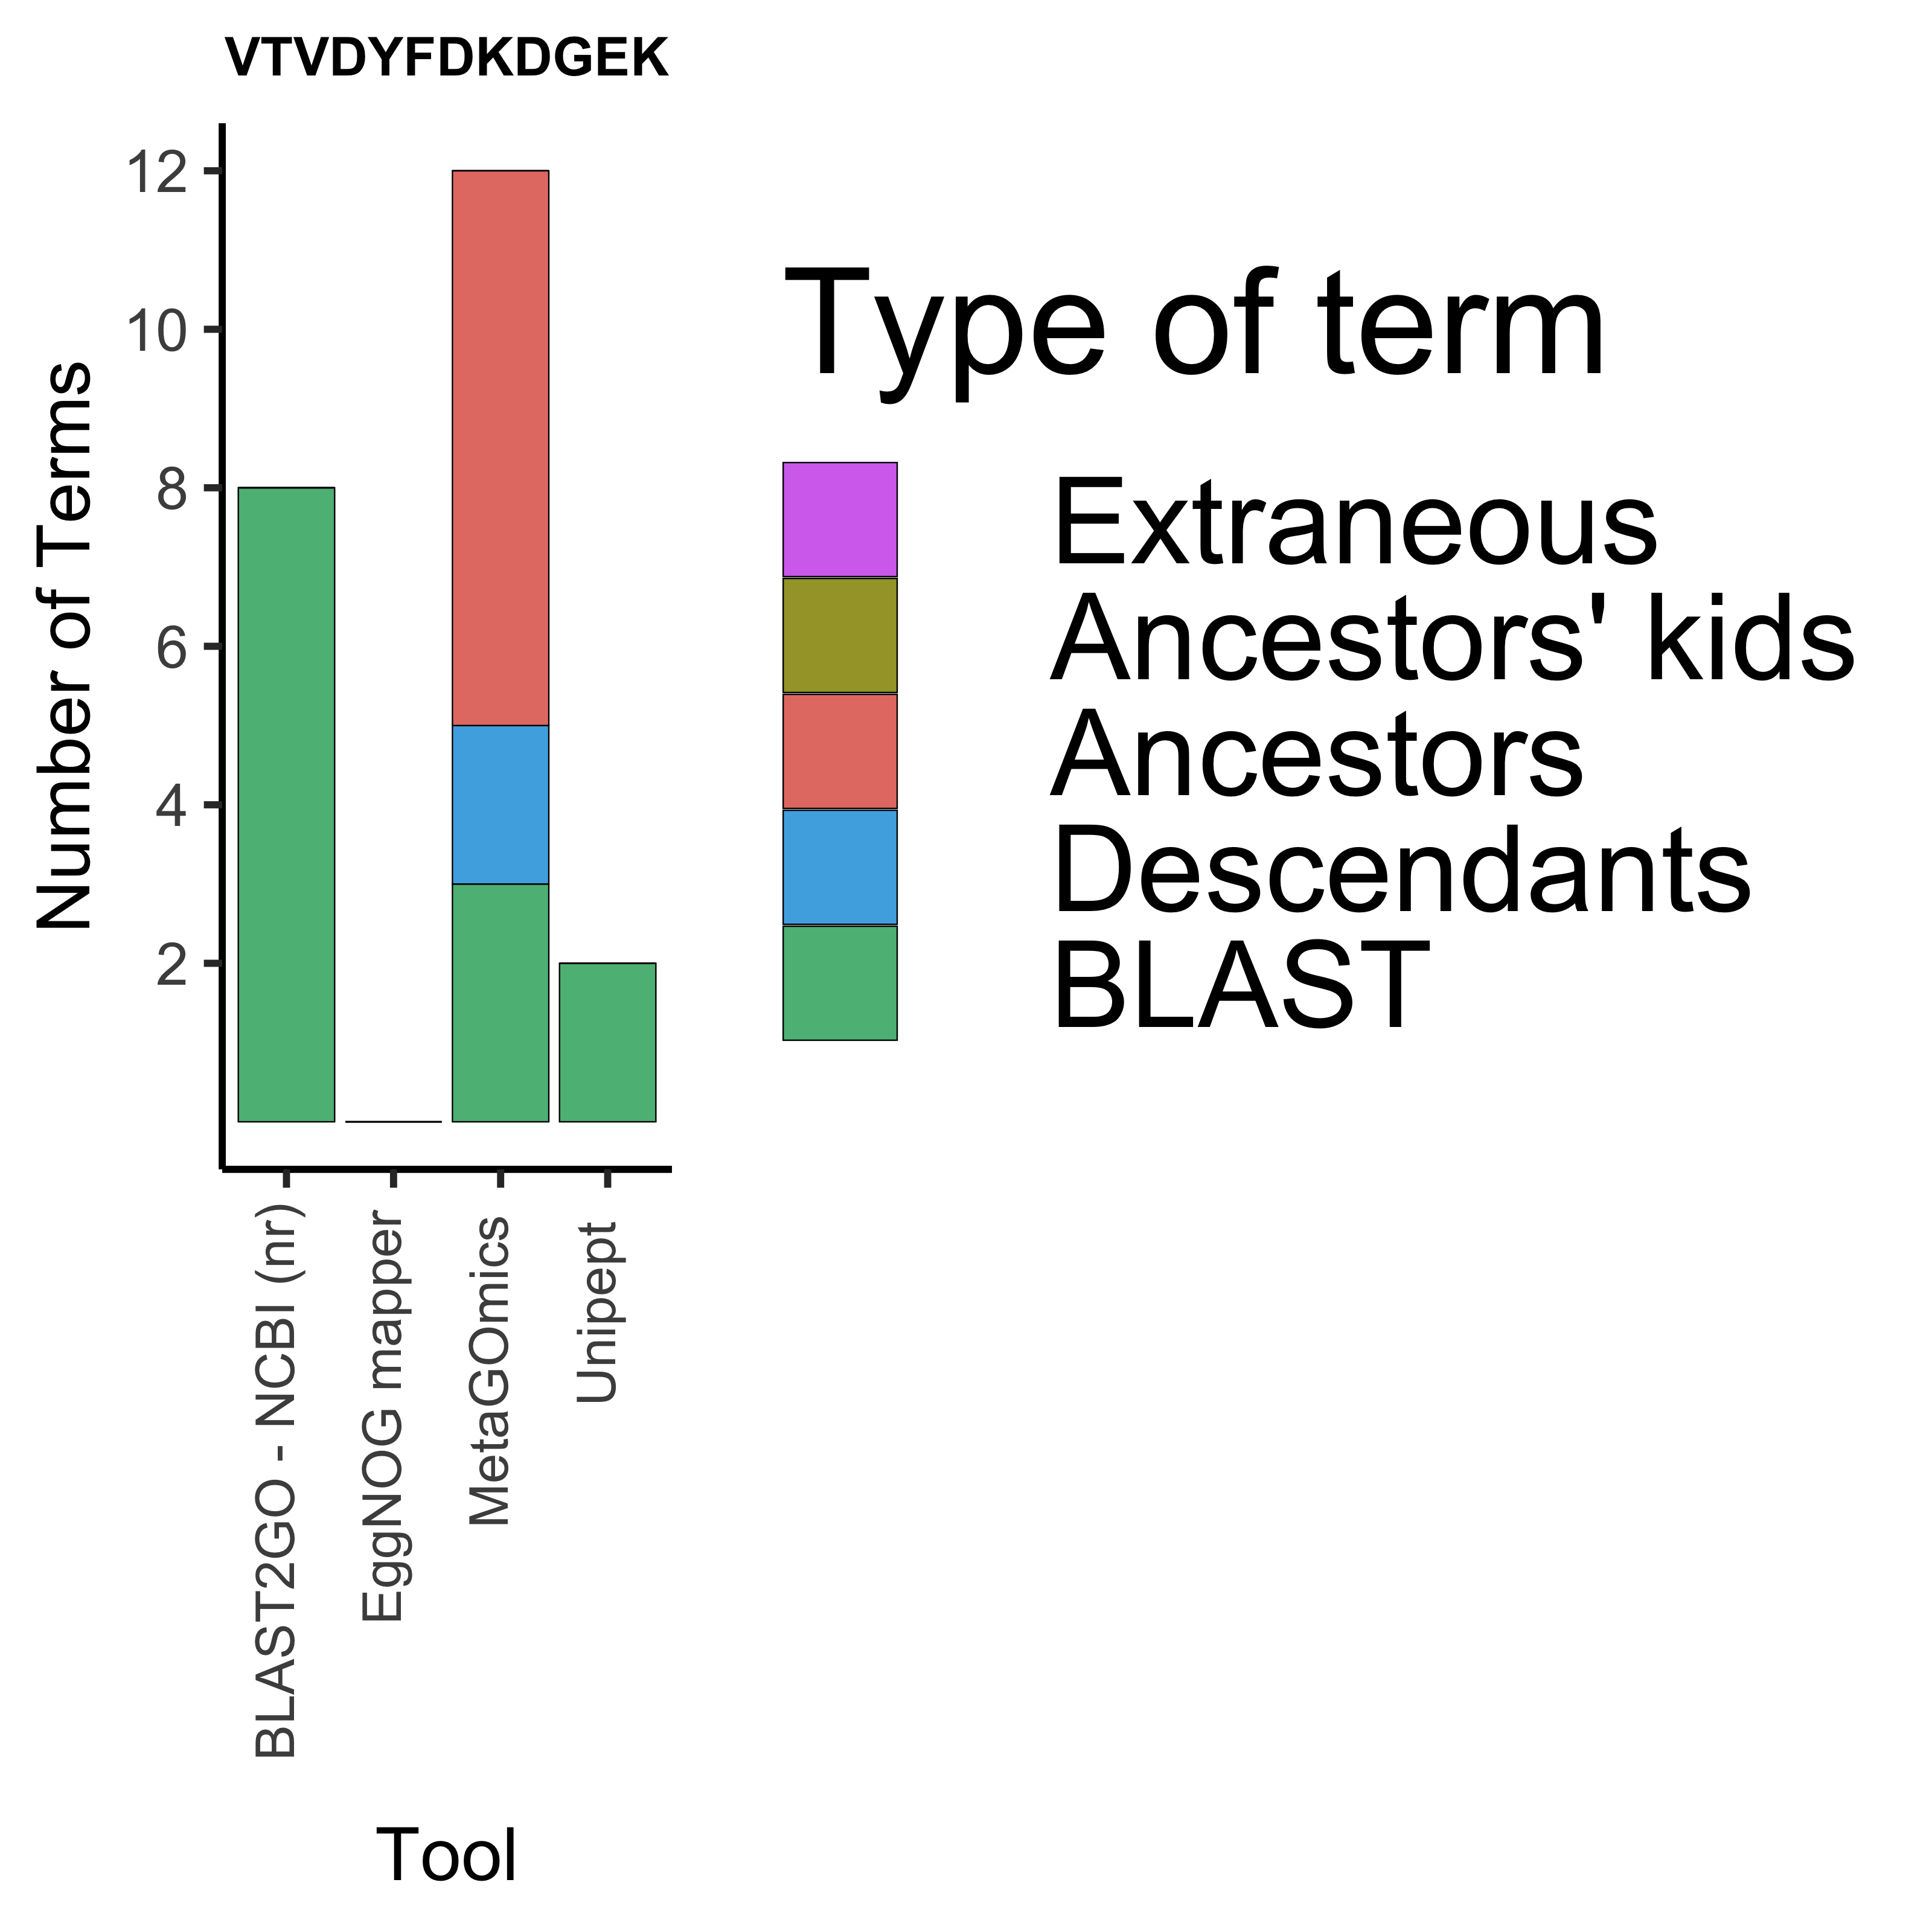 VTVDYFDKDGEK
12
10
8
6
4
2
Number of Terms
Type of term
Extraneous
Ancestors' kids
Ancestors
Descendants
BLAST
BLAST2GO - NCBI (nr)
EggNOG mapper
MetaGOmics
Unipept
Tool